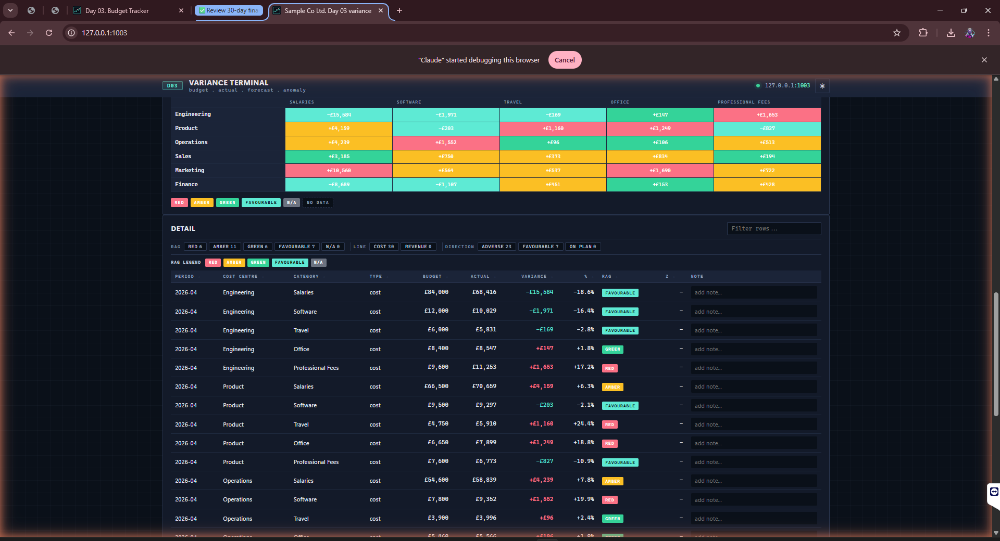 Day 03. Budget Tracker
✅ Review 30-day fina
Sample Co Ltd. Day 03 variance
127.0.0.1:1003
"Claude" started debugging this browser Cancel
D03 VARIANCE TERMINAL
budget . actual . forecast . anomaly
127.0.0.1:1003
SALARIES SOFTWARE TRAVEL OFFICE PROFESSIONAL FEES
Engineering −£15,584 −£1,971 −£169 +£147 +£1,653
Product +£4,159 −£203 +£1,160 +£1,249 −£827
Operations +£4,239 +£1,552 +£96 +£106 +£513
Sales +£3,185 +£750 +£373 +£834 +£194
Marketing +£10,560 +£564 +£537 +£1,690 +£722
Finance −£8,689 −£1,107 +£451 +£153 +£428
RED AMBER GREEN FAVOURABLE N/A NO DATA
DETAIL
Filter rows...
RAG RED 6 AMBER 11 GREEN 6 FAVOURABLE 7 N/A 0 LINE COST 30 REVENUE 0 DIRECTION ADVERSE 23 FAVOURABLE 7 ON PLAN 0
RAG LEGEND RED AMBER GREEN FAVOURABLE N/A
PERIOD COST CENTRE CATEGORY TYPE BUDGET ACTUAL VARIANCE % RAG Z NOTE
2026-04 Engineering Salaries cost £84,000 £68,416 −£15,584 −18.6% FAVOURABLE – add note...
2026-04 Engineering Software cost £12,000 £10,029 −£1,971 −16.4% FAVOURABLE – add note...
2026-04 Engineering Travel cost £6,000 £5,831 −£169 −2.8% FAVOURABLE – add note...
2026-04 Engineering Office cost £8,400 £8,547 +£147 +1.8% GREEN – add note...
2026-04 Engineering Professional Fees cost £9,600 £11,253 +£1,653 +17.2% RED – add note...
2026-04 Product Salaries cost £66,500 £70,659 +£4,159 +6.3% AMBER – add note...
2026-04 Product Software cost £9,500 £9,297 −£203 −2.1% FAVOURABLE – add note...
2026-04 Product Travel cost £4,750 £5,910 +£1,160 +24.4% RED – add note...
2026-04 Product Office cost £6,650 £7,899 +£1,249 +18.8% RED – add note...
2026-04 Product Professional Fees cost £7,600 £6,773 −£827 −10.9% FAVOURABLE – add note...
2026-04 Operations Salaries cost £54,600 £58,839 +£4,239 +7.8% AMBER – add note...
2026-04 Operations Software cost £7,800 £9,352 +£1,552 +19.9% RED – add note...
2026-04 Operations Travel cost £3,900 £3,996 +£96 +2.4% GREEN – add note...
2026-04 Operations Office cost £5,460 £5,566 +£106 +1.9% GREEN – add note...